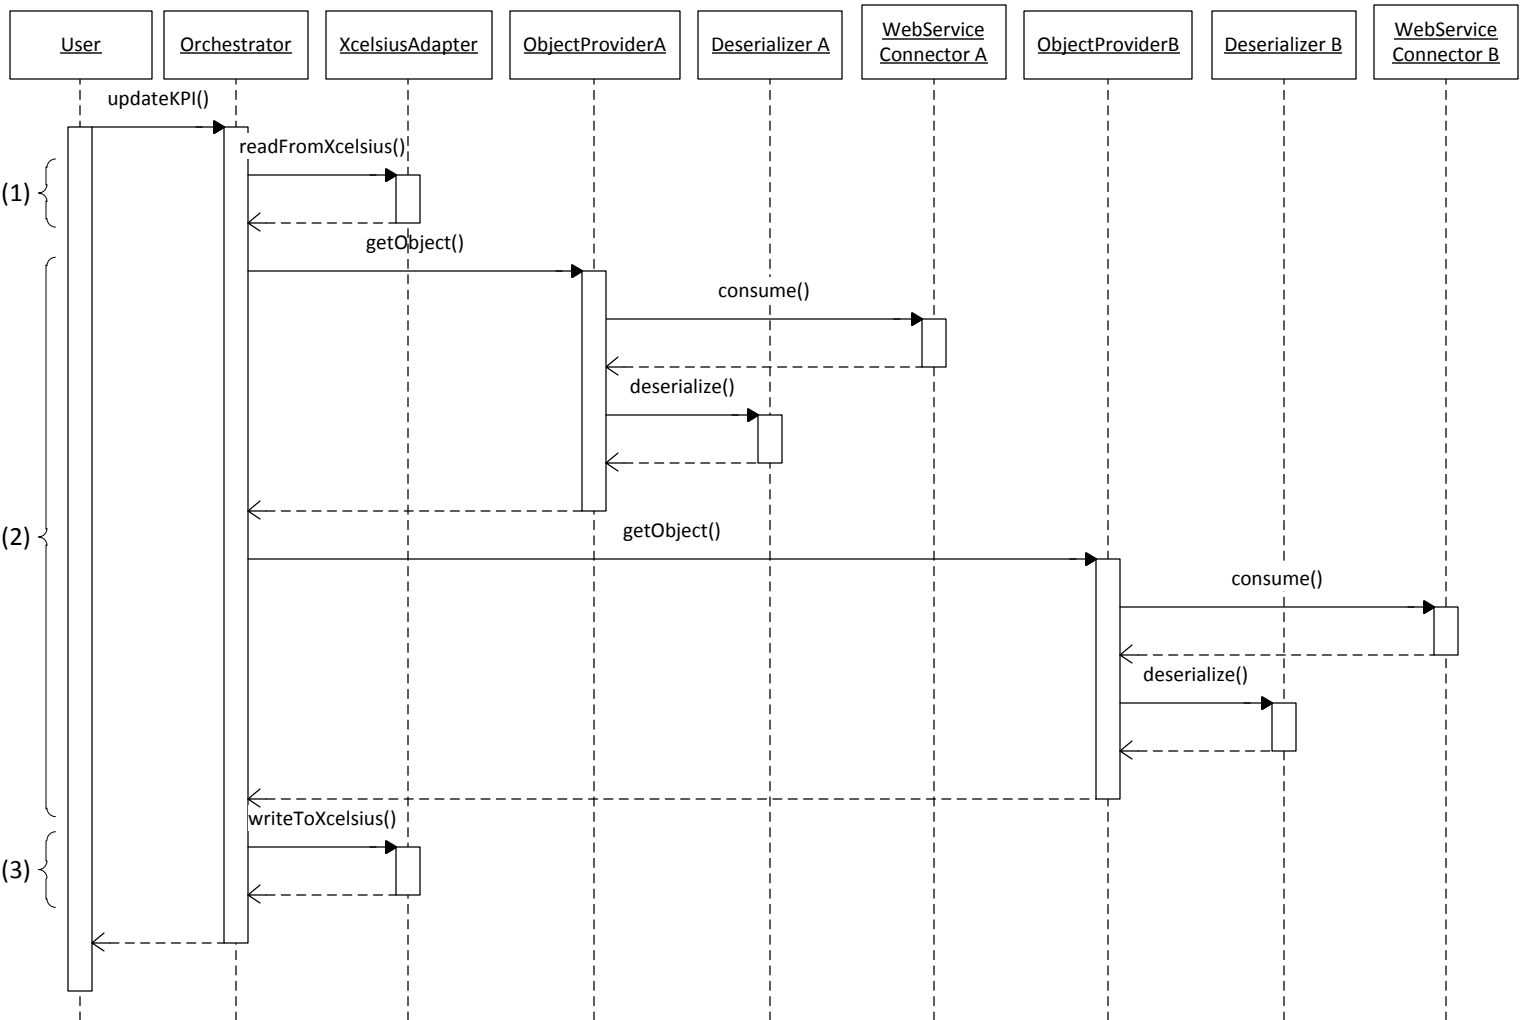 User
Orchestrator
XcelsiusAdapter
ObjectProviderA
Deserializer A
WebService
Connector A
ObjectProviderB
Deserializer B
WebService
Connector B
updateKPI()
readFromXcelsius()
(1)
getObject()
consume()
deserialize()
(2)
getObject()
consume()
deserialize()
writeToXcelsius()
(3)